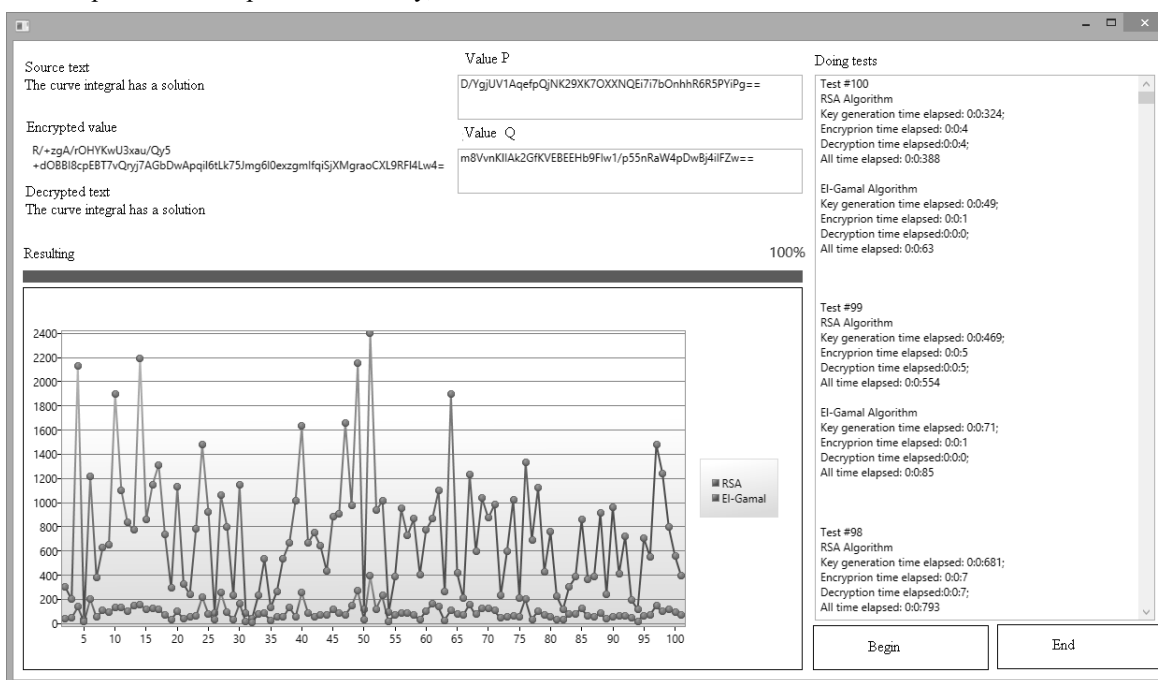 Source text
The curve integral has a solution
Encrypted value
R/+zgA/rOHYKwU3xau/Qy5
+dOBBI8cpEBT7vQryj7AGbDwApqiI6tLk75Jmg6I0exzgmIfqiSjXMgraoCXL9RFI4Lw4=
Decrypted text
The curve integral has a solution
Value P
D/YgjUV1AqefpQjNK29XK7OXXNQEi7i7bOnhhR6R5PYiPg==
Value Q
m8VvnKIIAk2GfKVEBEEHb9FIw1/p55nRaW4pDwBj4iIFZw==
Resulting
100%
2400
2200
2000
1800
1600
1400
1200
1000
800
600
400
200
0
5 10 15 20 25 30 35 40 45 50 55 60 65 70 75 80 85 90 95 100
RSA
El-Gamal
Doing tests
Test #100
RSA Algorithm
Key generation time elapsed: 0:0:324;
Encryprion time elapsed: 0:0:4
Decryption time elapsed:0:0:4;
All time elapsed: 0:0:388
El-Gamal Algorithm
Key generation time elapsed: 0:0:49;
Encryprion time elapsed: 0:0:1
Decryption time elapsed:0:0:0;
All time elapsed: 0:0:63
Test #99
RSA Algorithm
Key generation time elapsed: 0:0:469;
Encryprion time elapsed: 0:0:5
Decryption time elapsed:0:0:5;
All time elapsed: 0:0:554
El-Gamal Algorithm
Key generation time elapsed: 0:0:71;
Encryprion time elapsed: 0:0:1
Decryption time elapsed:0:0:0;
All time elapsed: 0:0:85
Test #98
RSA Algorithm
Key generation time elapsed: 0:0:681;
Encryprion time elapsed: 0:0:7
Decryption time elapsed:0:0:7;
All time elapsed: 0:0:793
Begin
End